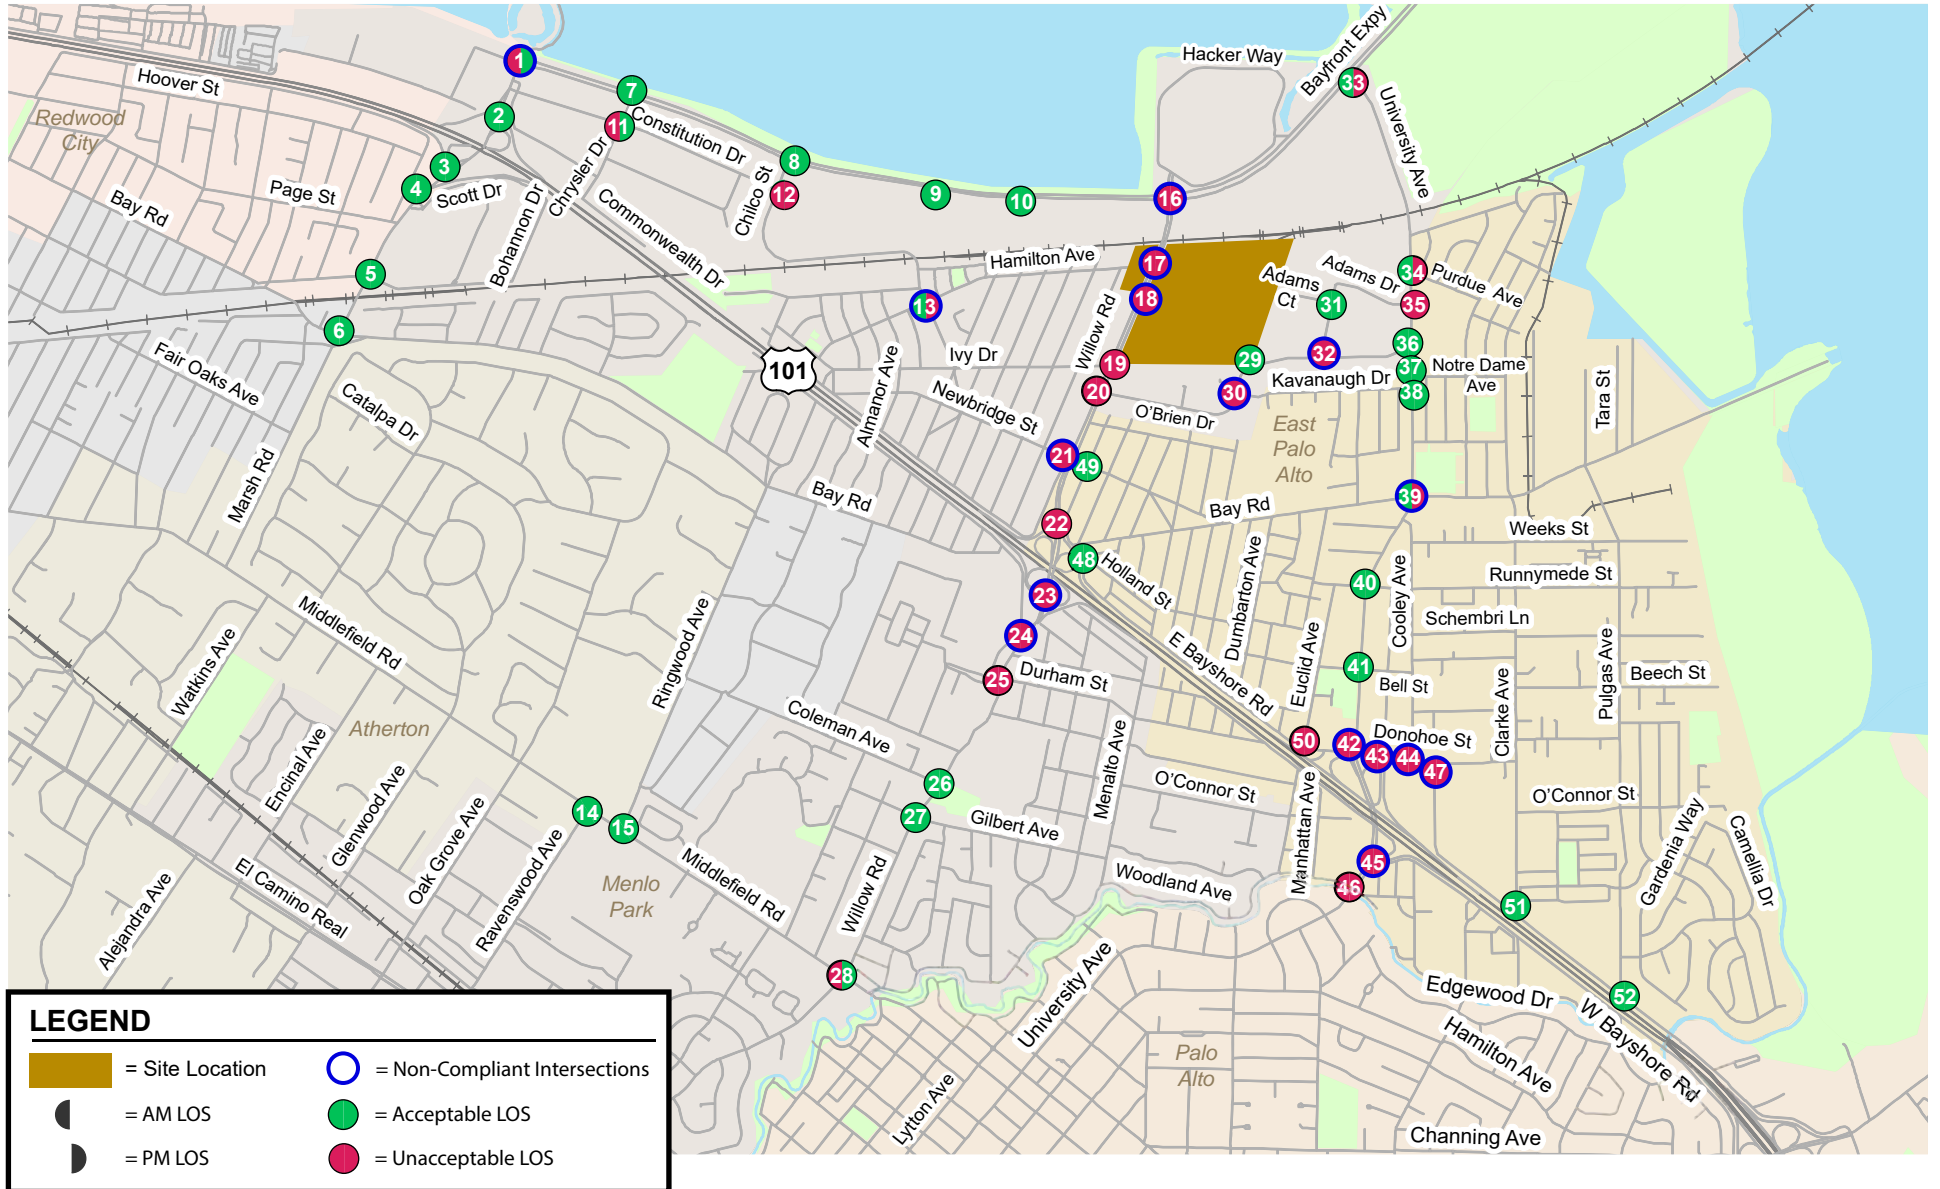 Hoover St
Redwood
City
Page St
Bay Rd
Scott Dr
Bohannon Dr
Chrysler Dr
Constitution Dr
Chilco St
Commonwealth Dr
Hamilton Ave
Hacker Way
Bayfront Expy
University Ave
Adams
Ct
Adams Dr
Purdue Ave
Willow Rd
Ivy Dr
Almanor Ave
Newbridge St
O'Brien Dr
Kavanaugh Dr
Notre Dame
Ave
Tara St
East
Palo
Alto
Fair Oaks Ave
Catalpa Dr
Marsh Rd
101
Bay Rd
Bay Rd
Weeks St
Holland St
Dumbarton Ave
Cooley Ave
Runnymede St
Schembri Ln
Euclid Ave
E Bayshore Rd
Bell St
Pulgas Ave
Beech St
Clarke Ave
Middlefield Rd
Watkins Ave
Ringwood Ave
Atherton
Encinal Ave
Glenwood Ave
Oak Grove Ave
Ravenswood Ave
Durham St
Coleman Ave
Menalto Ave
Donohoe St
O'Connor St
O'Connor St
Manhattan Ave
Gilbert Ave
Woodland Ave
Gardenia Way
Camellia Dr
El Camino Real
Alejandra Ave
Menlo
Park
Middlefield Rd
Willow Rd
University Ave
Edgewood Dr
Hamilton Ave
W Bayshore Rd
Palo
Alto
Lytton Ave
Channing Ave
1
2
3
4
5
6
7
8
9
10
11
12
13
14
15
16
17
18
19
20
21
22
23
24
25
26
27
28
29
30
31
32
33
34
35
36
37
38
39
40
41
42
43
44
45
46
47
48
49
50
51
52
LEGEND
= Site Location
= Non-Compliant Intersections
= AM LOS
= Acceptable LOS
= PM LOS
= Unacceptable LOS